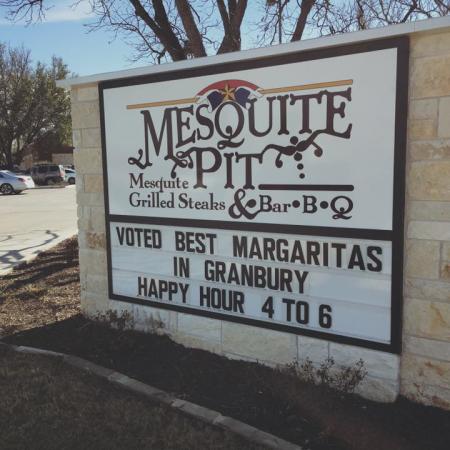 MESQUITE
PIT
Mesquite
Grilled Steaks & Bar•B•Q
VOTED BEST MARGARITAS
IN GRANBURY
HAPPY HOUR 4 TO 6